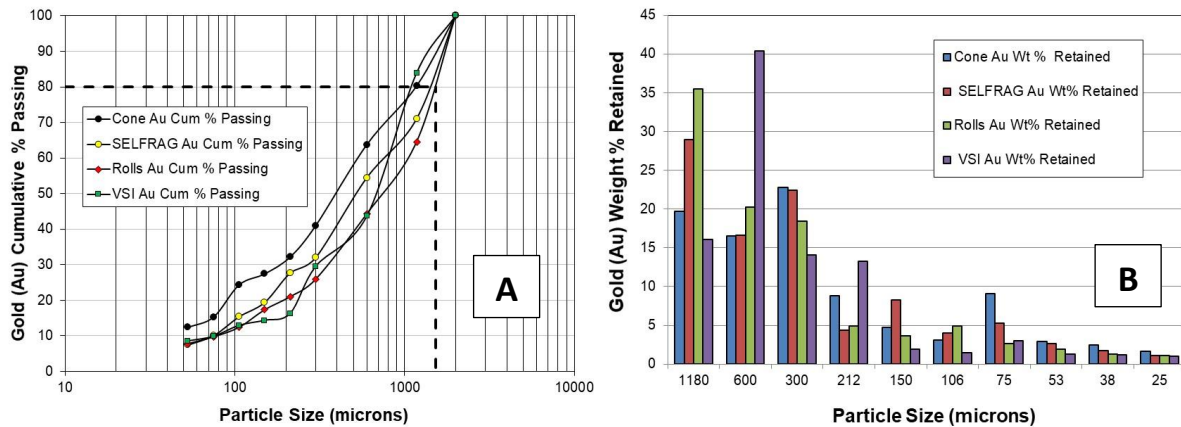 100
90
80
70
60
50
40
30
20
10
0
Gold (Au) Cumulative % Passing
Cone Au Cum % Passing
SELFRAG Au Cum % Passing
Rolls Au Cum % Passing
VSI Au Cum % Passing
A
10
100
1000
10000
Particle Size (microns)
45
40
35
30
25
20
15
10
5
0
Gold (Au) Weight % Retained
Cone Au Wt % Retained
SELFRAG Au Wt% Retained
Rolls Au Wt% Retained
VSI Au Wt% Retained
B
1180
600
300
212
150
106
75
53
38
25
Particle Size (microns)